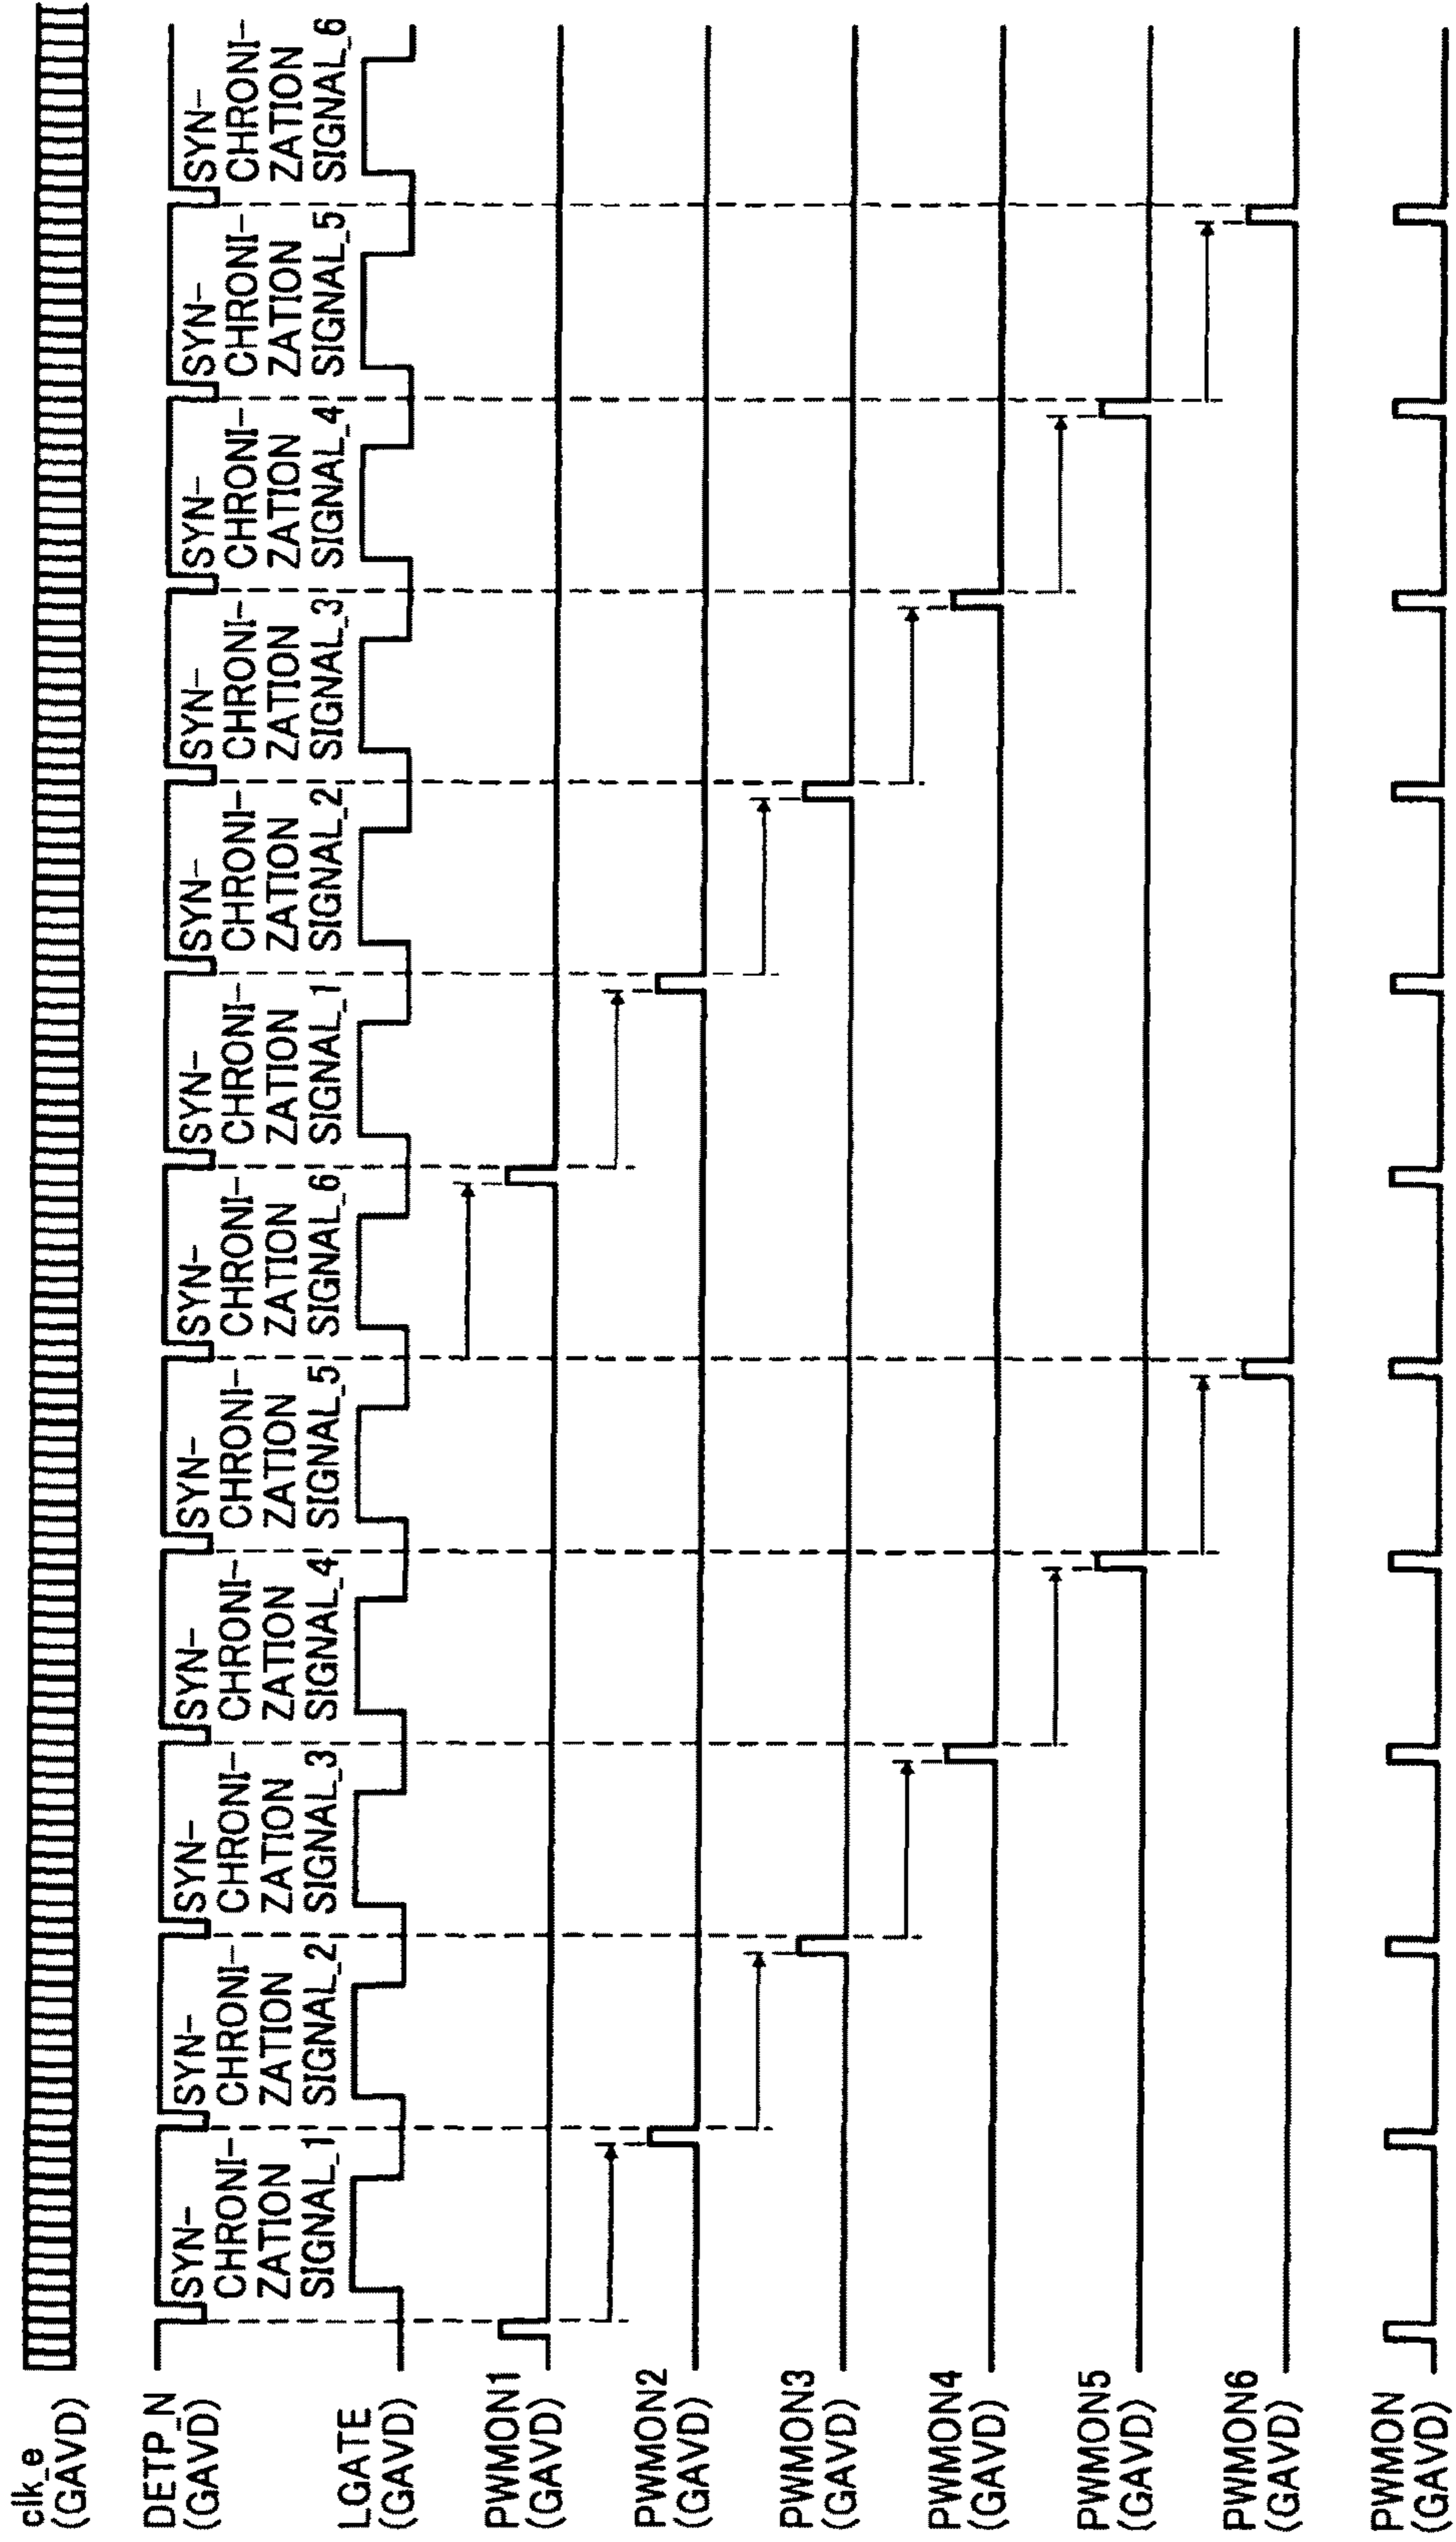 clk_e
(GAVD)
DETP_N
(GAVD)
SYN-
CHRONI-
ZATION
SIGNAL_1
SYN-
CHRONI-
ZATION
SIGNAL_2
SYN-
CHRONI-
ZATION
SIGNAL_3
SYN-
CHRONI-
ZATION
SIGNAL_4
SYN-
CHRONI-
ZATION
SIGNAL_5
SYN-
CHRONI-
ZATION
SIGNAL_6
SYN-
CHRONI-
ZATION
SIGNAL_1
SYN-
CHRONI-
ZATION
SIGNAL_2
SYN-
CHRONI-
ZATION
SIGNAL_3
SYN-
CHRONI-
ZATION
SIGNAL_4
SYN-
CHRONI-
ZATION
SIGNAL_5
SYN-
CHRONI-
ZATION
SIGNAL_6
LGATE
(GAVD)
PWMON1
(GAVD)
PWMON2
(GAVD)
PWMON3
(GAVD)
PWMON4
(GAVD)
PWMON5
(GAVD)
PWMON6
(GAVD)
PWMON
(GAVD)